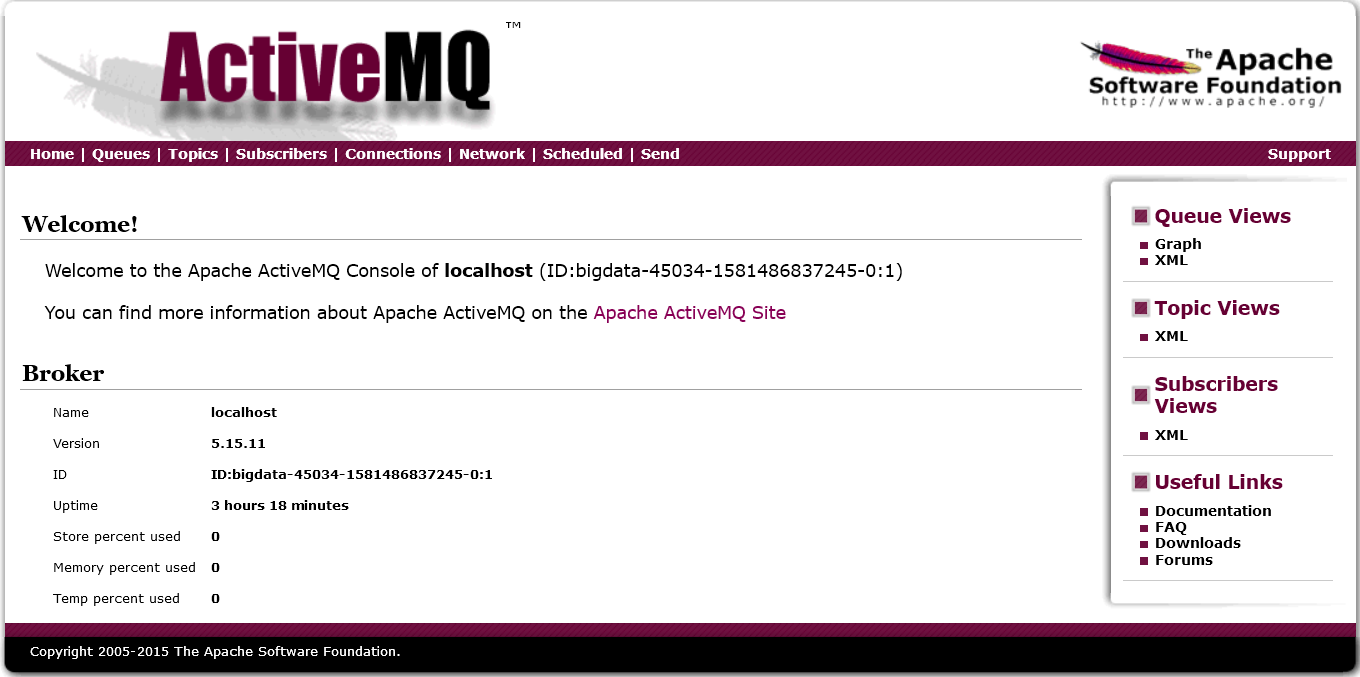 ActiveMQ™
The Apache
Software Foundation
http://www.apache.org/
Home | Queues | Topics | Subscribers | Connections | Network | Scheduled | Send
Support
Welcome!
Welcome to the Apache ActiveMQ Console of localhost (ID:bigdata-45034-1581486837245-0:1)
You can find more information about Apache ActiveMQ on the Apache ActiveMQ Site
Broker
Name localhost
Version 5.15.11
ID ID:bigdata-45034-1581486837245-0:1
Uptime 3 hours 18 minutes
Store percent used 0
Memory percent used 0
Temp percent used 0
Queue Views
Graph
XML
Topic Views
XML
Subscribers
Views
XML
Useful Links
Documentation
FAQ
Downloads
Forums
Copyright 2005-2015 The Apache Software Foundation.